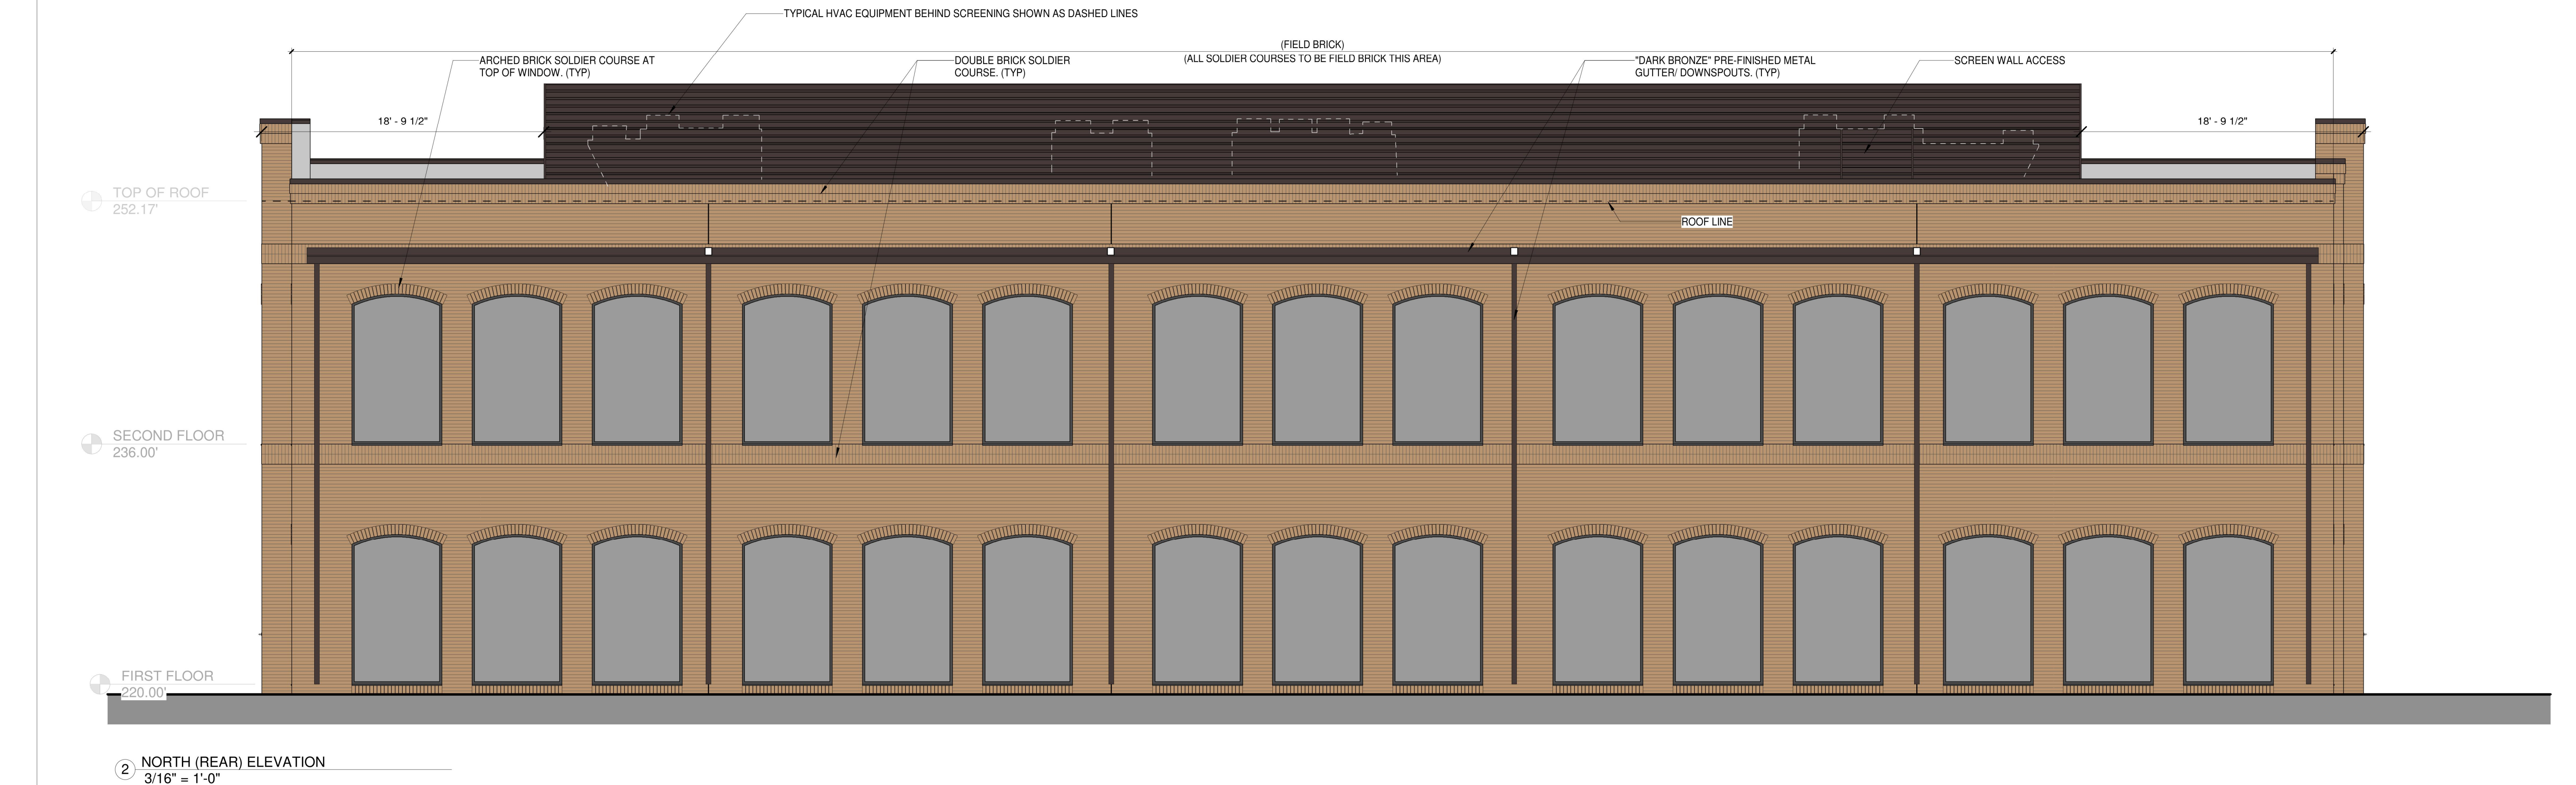 TYPICAL HVAC EQUIPMENT BEHIND SCREENING SHOWN AS DASHED LINES
(FIELD BRICK)
(ALL SOLDIER COURSES TO BE FIELD BRICK THIS AREA)
ARCHED BRICK SOLDIER COURSE AT
TOP OF WINDOW. (TYP)
DOUBLE BRICK SOLDIER
COURSE. (TYP)
"DARK BRONZE" PRE-FINISHED METAL
GUTTER/ DOWNSPOUTS. (TYP)
SCREEN WALL ACCESS
18' - 9 1/2"
18' - 9 1/2"
TOP OF ROOF
252.17'
ROOF LINE
SECOND FLOOR
236.00'
FIRST FLOOR
220.00'
2
NORTH (REAR) ELEVATION
3/16" = 1'-0"